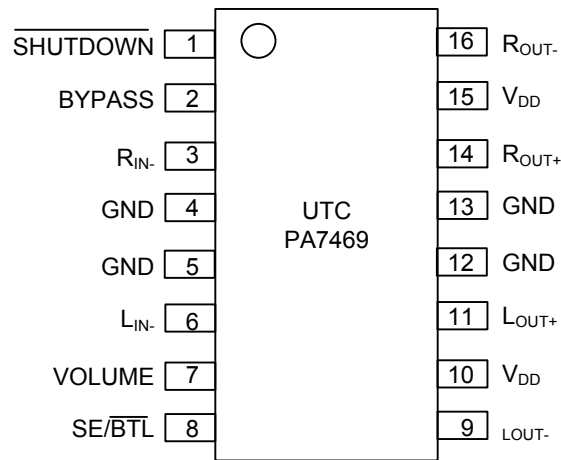 SHUTDOWN 1 16 ROUT-
BYPASS 2 15 VDD
RIN- 3 14 ROUT+
GND 4 13 GND
UTC
PA7469
GND 5 12 GND
LIN- 6 11 LOUT+
VOLUME 7 10 VDD
SE/BTL 8 9 LOUT-